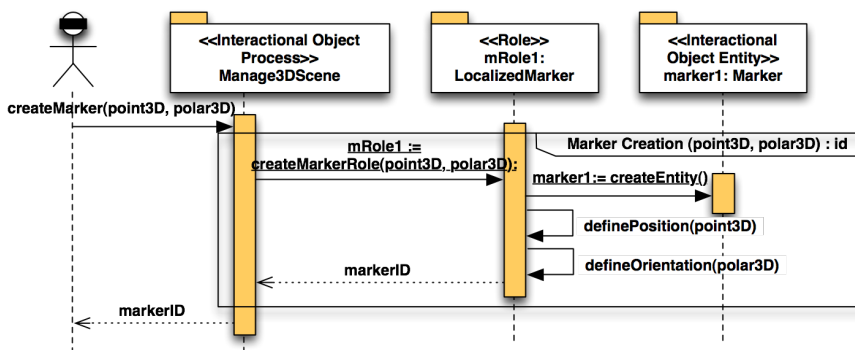 <<Interactional Object
Process>>
Manage3DScene
<<Role>>
mRole1:
LocalizedMarker
<<Interactional
Object Entity>>
marker1: Marker
createMarker(point3D, polar3D)
Marker Creation (point3D, polar3D) : id
mRole1 :=
createMarkerRole(point3D, polar3D);
marker1:= createEntity()
definePosition(point3D)
defineOrientation(polar3D)
markerID
markerID